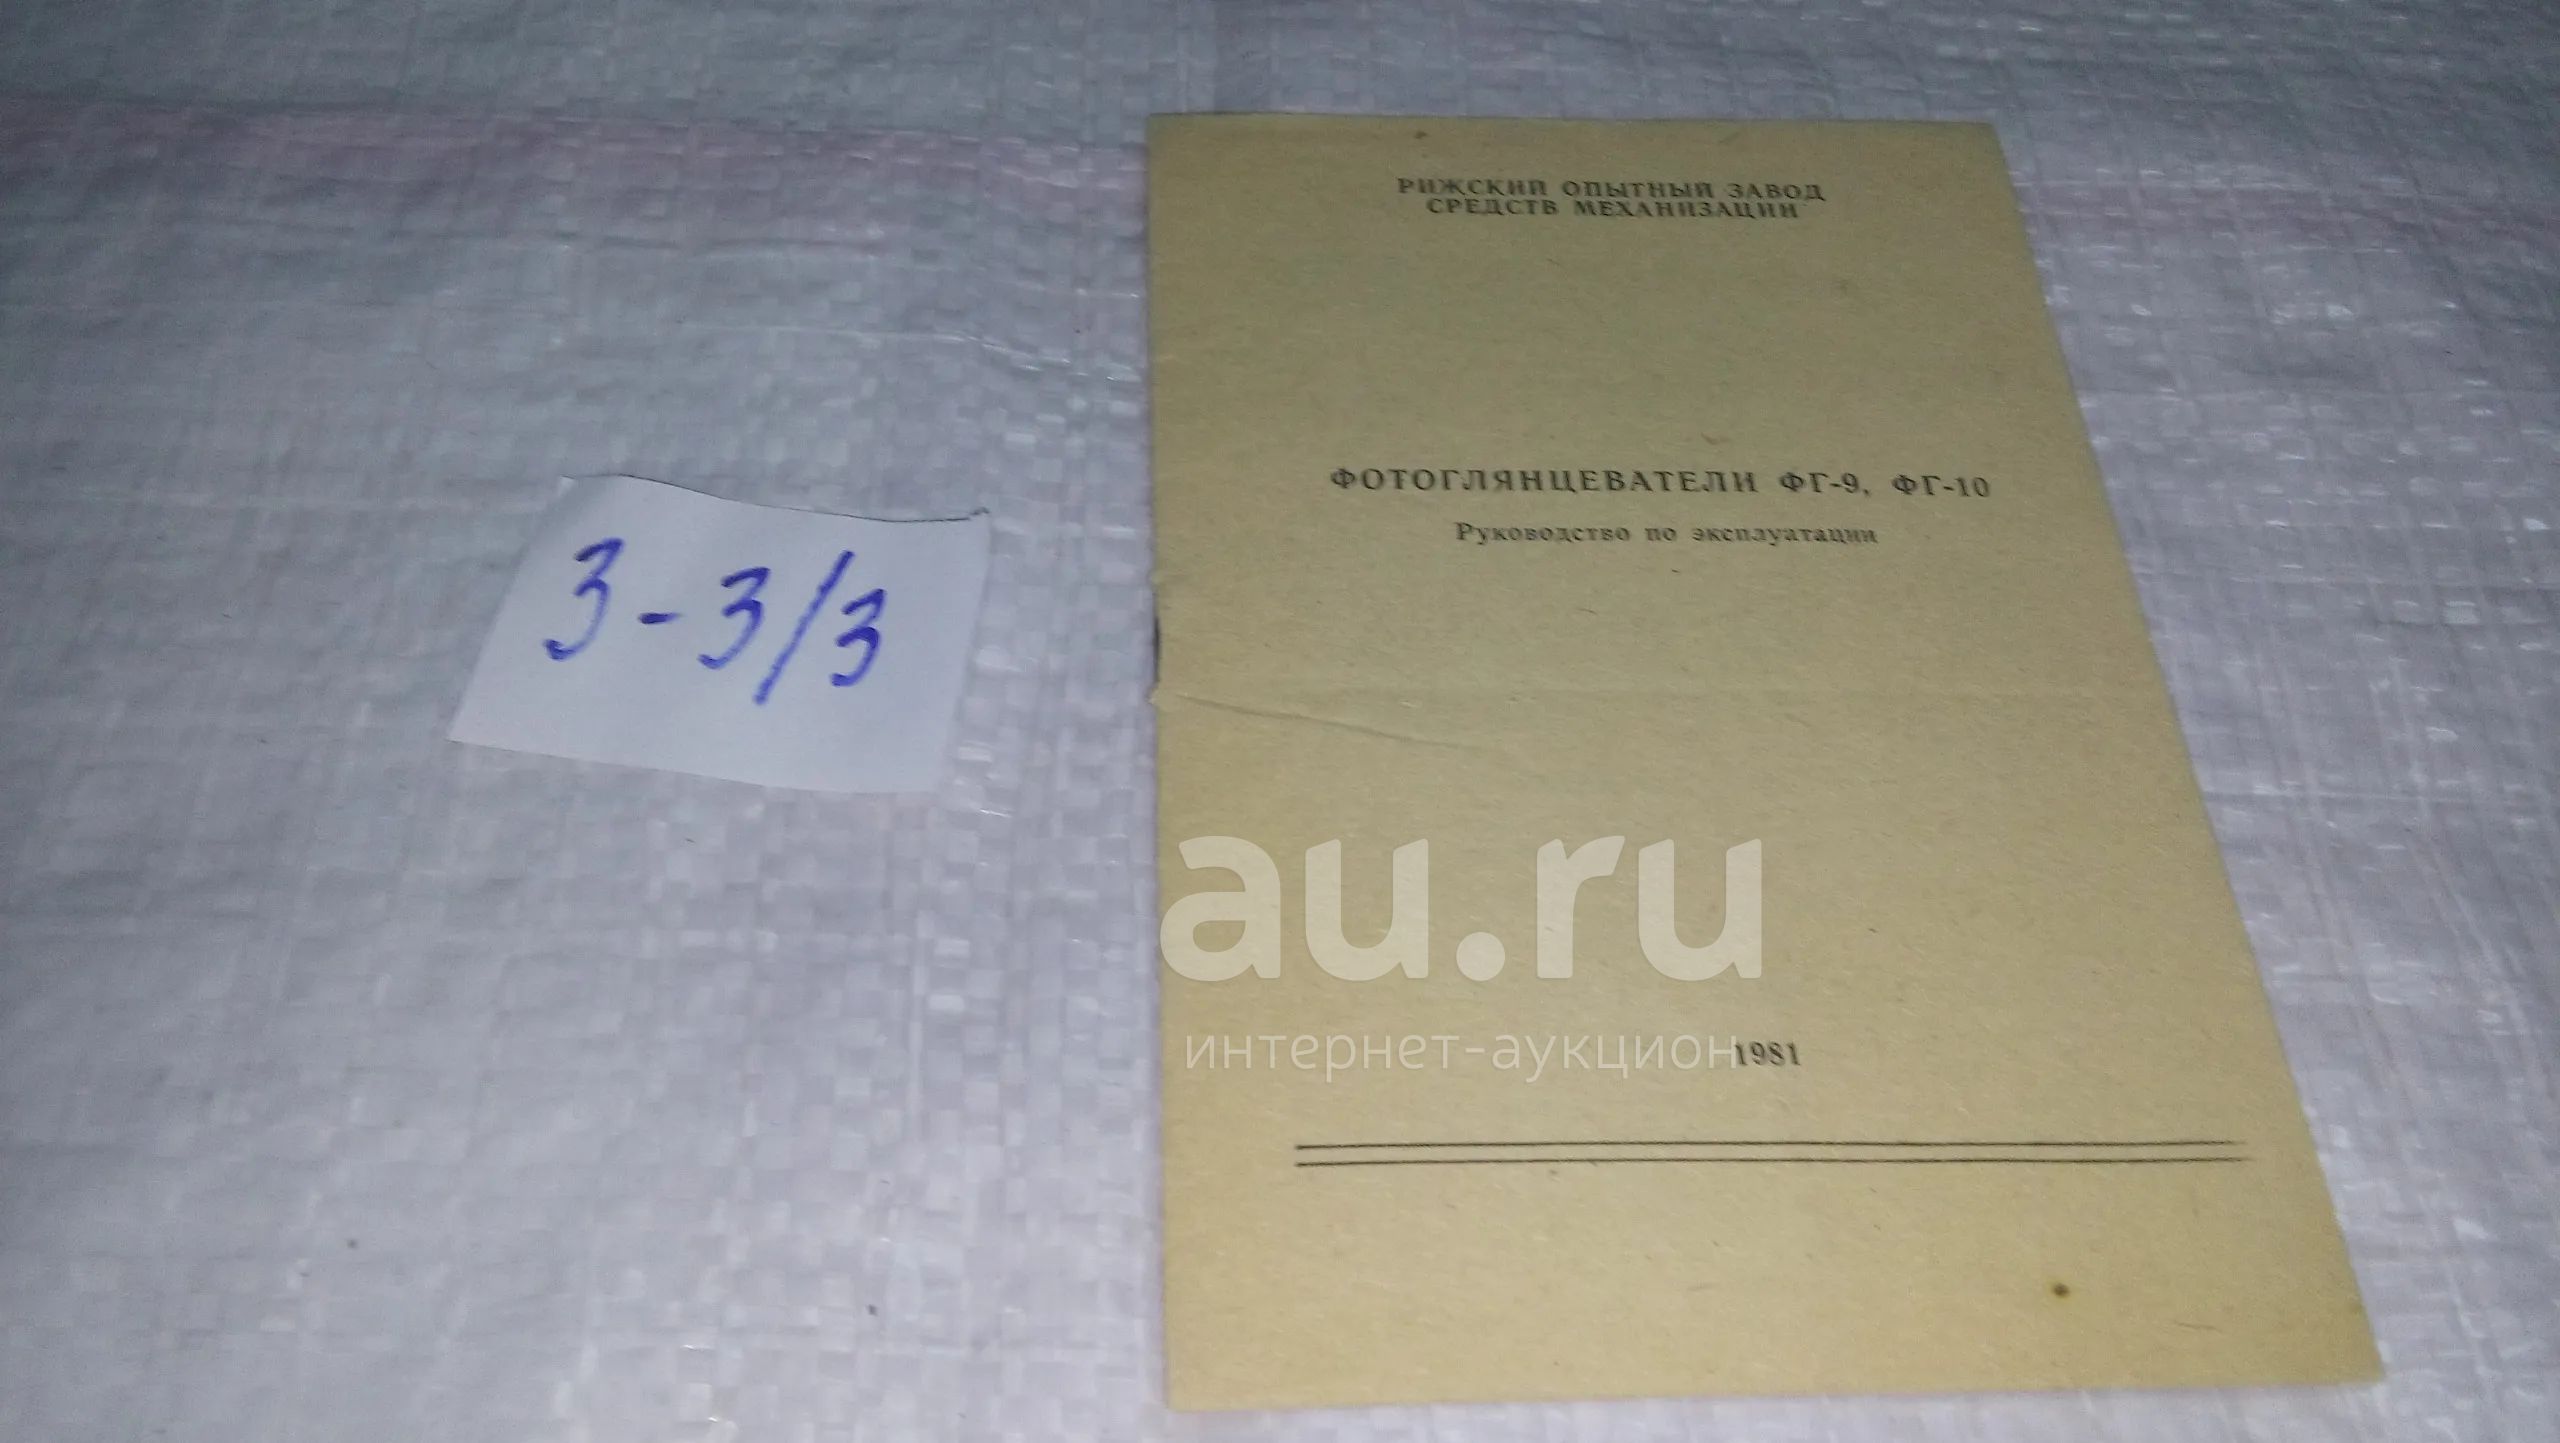 РИЖСКИЙ ОПЫТНЫЙ ЗАВОД
СРЕДСТВ МЕХАНИЗАЦИИ
ФОТОГЛЯНЦЕВАТЕЛИ ФГ-9, ФГ-10
Руководство по эксплуатации
3-3/3
au.ru
интернет-аукцион
1981